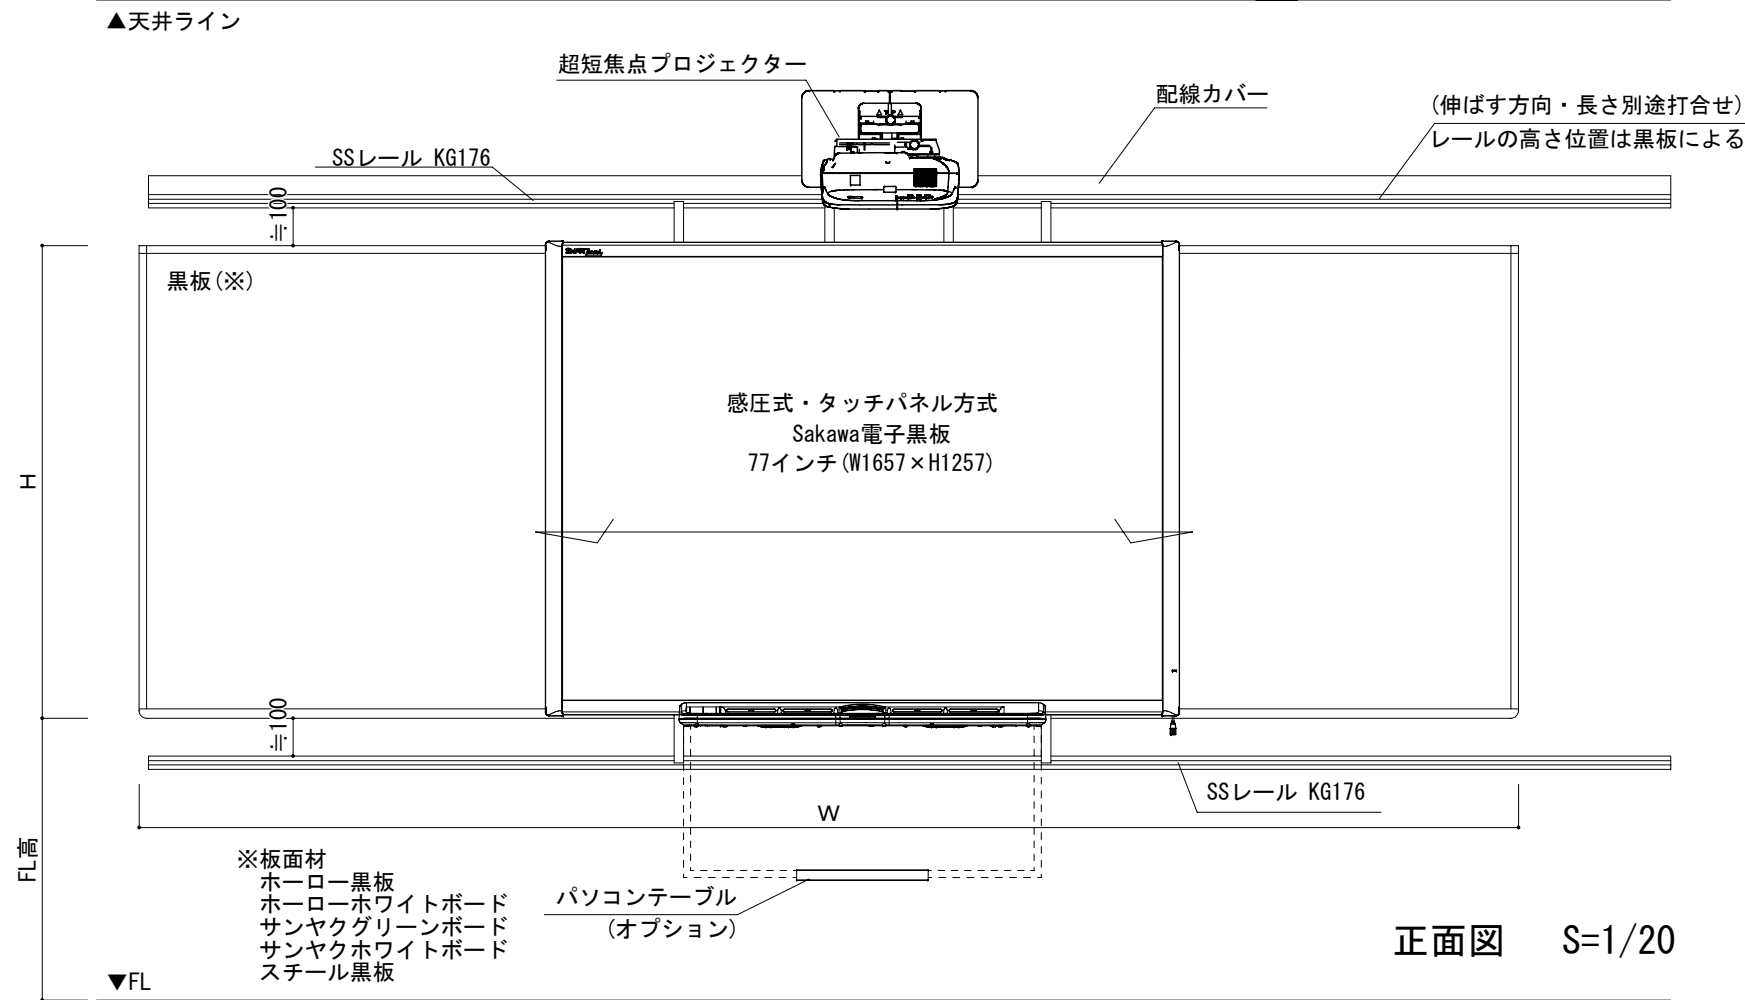 ▲天井ライン
超短焦点プロジェクター
配線カバー
(伸ばす方向・長さ別途打合せ)
レールの高さ位置は黒板による
SSレール KG176
≒100
黒板(※)
感圧式・タッチパネル方式
Sakawa電子黒板
77インチ(W1657×H1257)
H
≒100
SSレール KG176
W
FL高
※板面材
ホーロー黒板
ホーローホワイトボード
サンヤクグリーンボード
サンヤクホワイトボード
スチール黒板
パソコンテーブル
(オプション)
正面図 S=1/20
▼FL